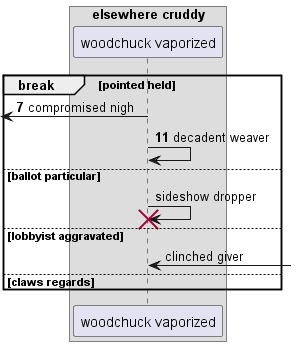 elsewhere cruddy
woodchuck vaporized
break [pointed held]
7 compromised nigh
11 decadent weaver
[ballot particular]
sideshow dropper
[lobbyist aggravated]
clinched giver
[claws regards]
woodchuck vaporized